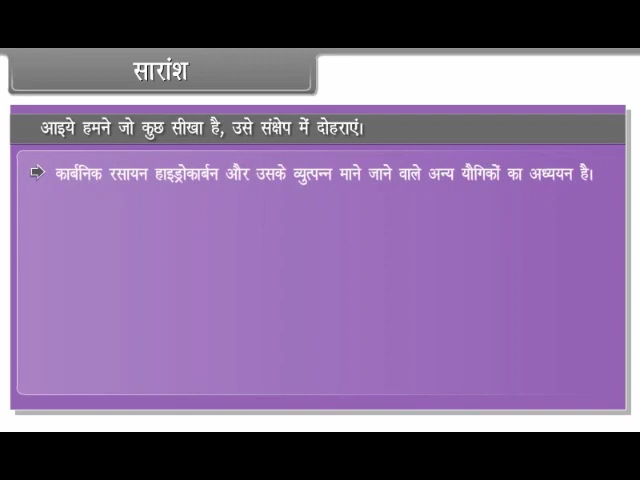 सारांश
आइये हमने जो कुछ सीखा है, उसे संक्षेप में दोहराएं।
कार्बनिक रसायन हाइड्रोकार्बन और उसके व्युत्पन्न माने जाने वाले अन्य यौगिकों का अध्ययन है।